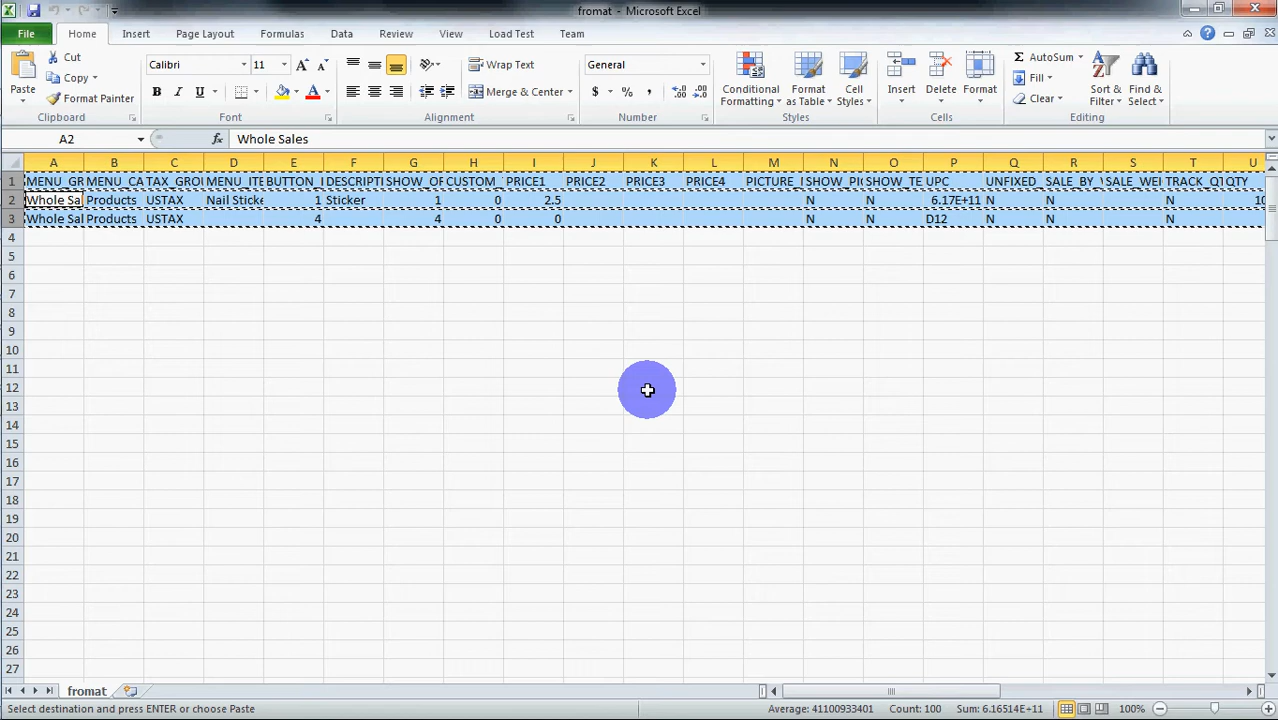 fromat - Microsoft Excel
File Home Insert Page Layout Formulas Data Review View Load Test Team
Paste
Cut
Copy
Format Painter
Clipboard
Calibri 11
B I U
Font
Wrap Text
Merge & Center
Alignment
General
$ % ,
Number
Conditional Formatting
Format as Table
Cell Styles
Styles
Insert Delete Format
Cells
AutoSum
Fill
Clear
Sort & Filter
Find & Select
Editing
A2 fx Whole Sales
A B C D E F G H I J K L M N O P Q R S T U
1 MENU_GR MENU_CA TAX_GROU MENU_ITE BUTTON_ DESCRIPTI SHOW_OR CUSTOM_ PRICE1 PRICE2 PRICE3 PRICE4 PICTURE_ SHOW_PIC SHOW_TE UPC UNFIXED_ SALE_BY_ SALE_WEI TRACK_QT QTY
2 Whole Sa Products USTAX Nail Sticke 1 Sticker 1 0 2.5 N N 6.17E+11 N N N 10
3 Whole Sal Products USTAX 4 4 0 0 N N D12 N N N
4
5
6
7
8
9
10
11
12
13
14
15
16
17
18
19
20
21
22
23
24
25
26
27
fromat
Select destination and press ENTER or choose Paste Average: 41100933401 Count: 100 Sum: 6.16514E+11 100%